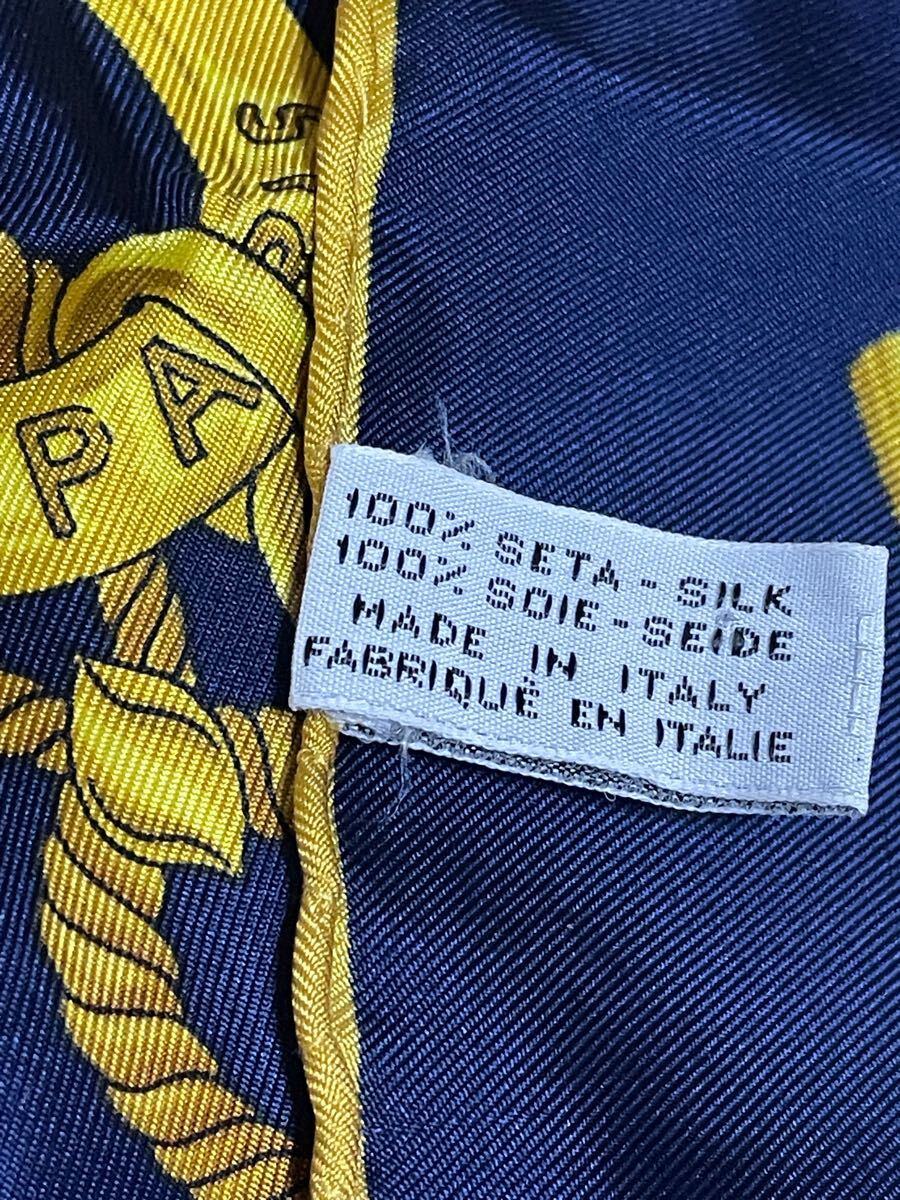 PA
100% SETA - SILK
100% SOIE - SEIDE
MADE IN ITALY
FABRIQUÉ EN ITALIE